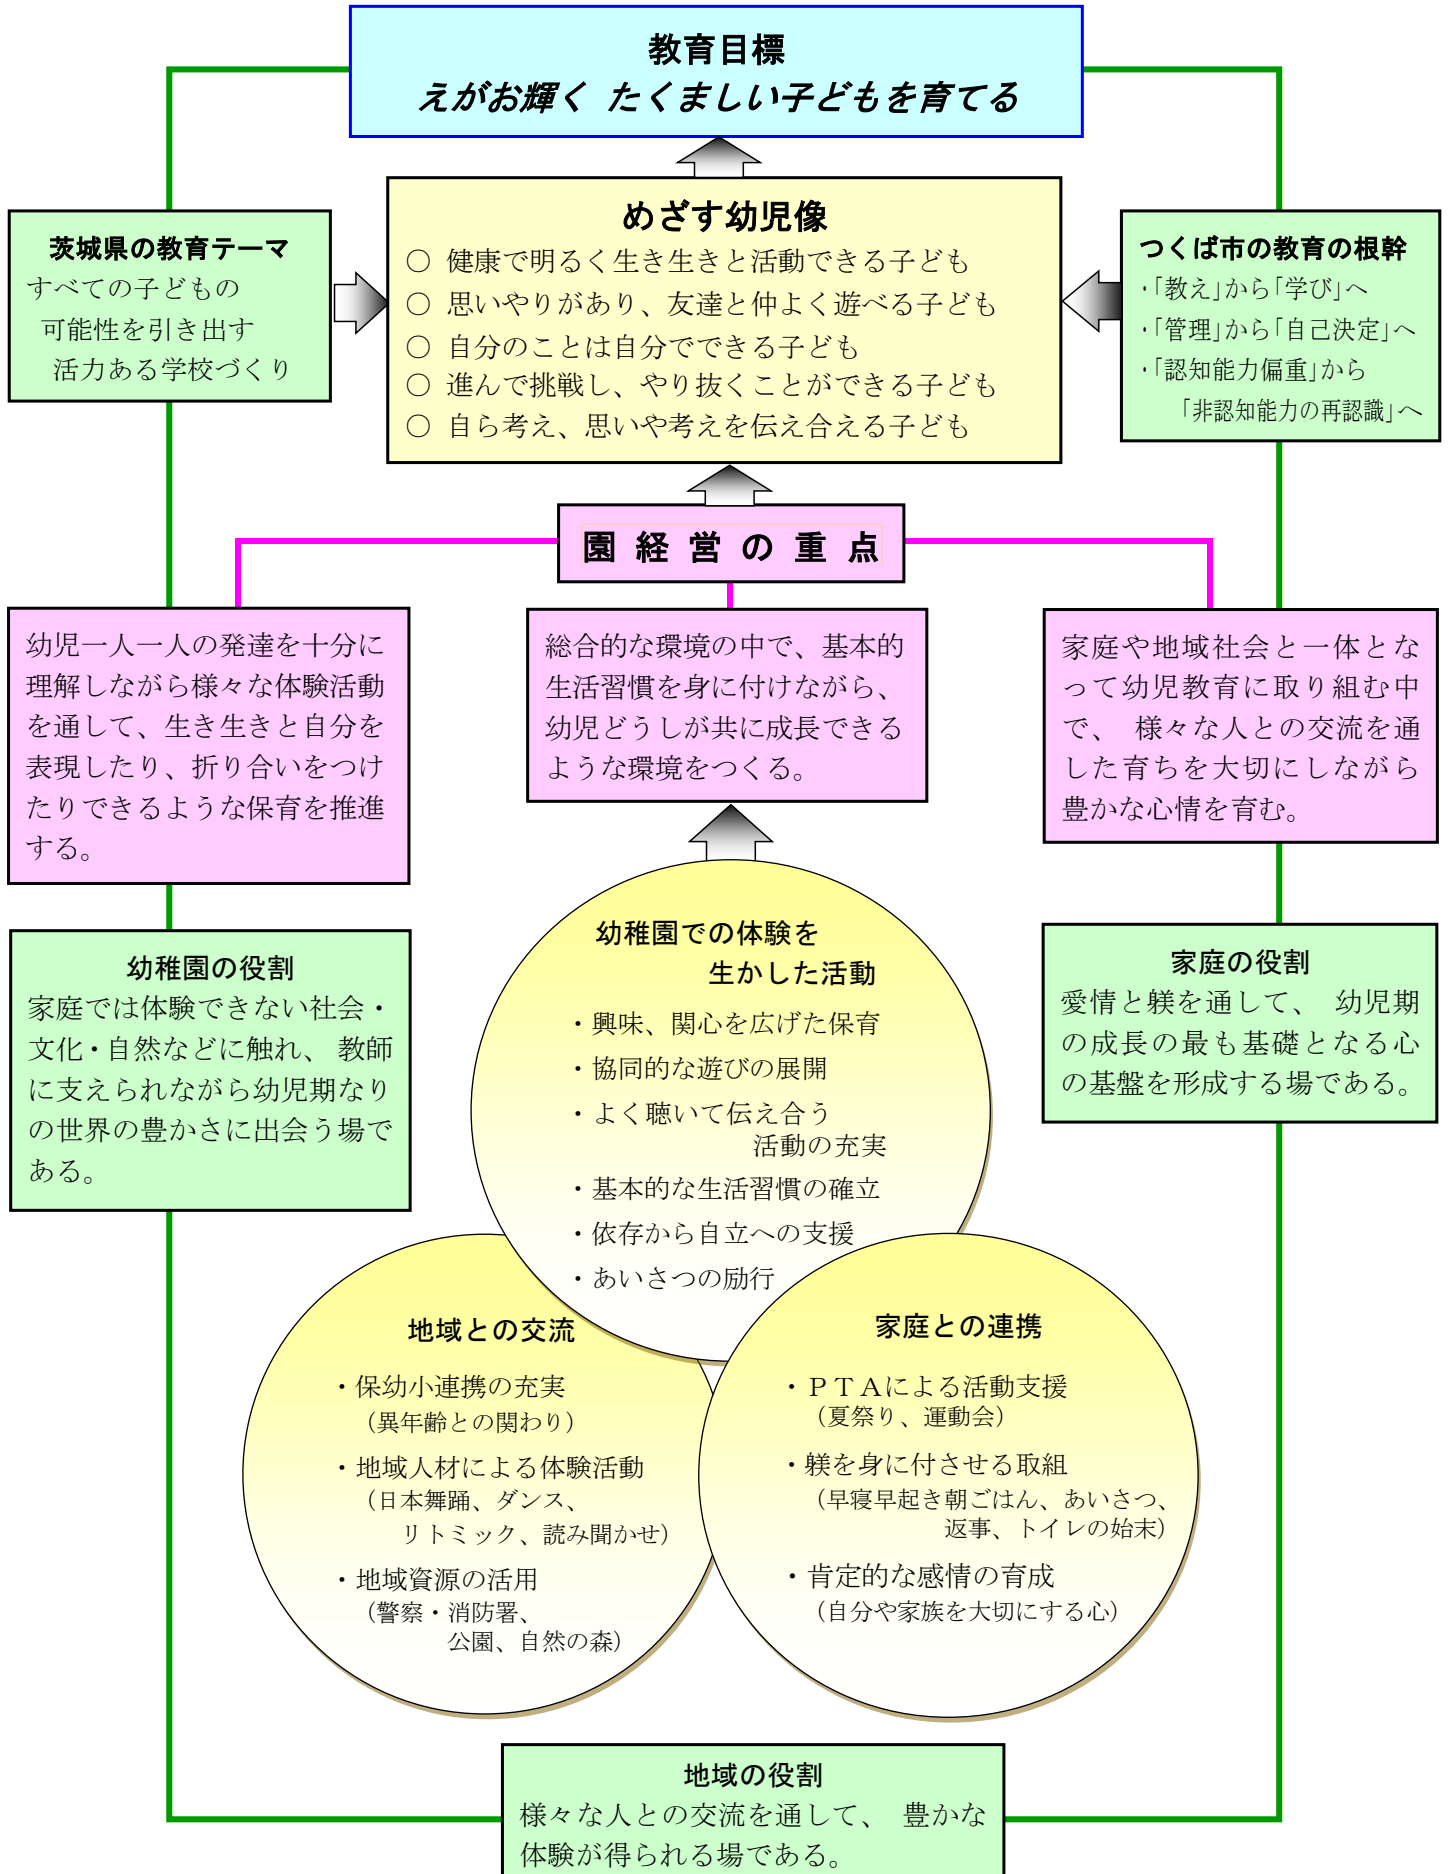 教育目標
えがお輝く たくましい子どもを育てる
めざす幼児像
○ 健康で明るく生き生きと活動できる子ども
○ 思いやりがあり、友達と仲よく遊べる子ども
○ 自分のことは自分でできる子ども
○ 進んで挑戦し、やり抜くことができる子ども
○ 自ら考え、思いや考えを伝え合える子ども
茨城県の教育テーマ
すべての子どもの
可能性を引き出す
活力ある学校づくり
つくば市の教育の根幹
・「教え」から「学び」へ
・「管理」から「自己決定」へ
・「認知能力偏重」から
「非認知能力の再認識」へ
園 経 営 の 重 点
幼児一人一人の発達を十分に
理解しながら様々な体験活動
を通して、生き生きと自分を
表現したり、折り合いをつけ
たりできるような保育を推進
する。
総合的な環境の中で、基本的
生活習慣を身に付けながら、
幼児どうしが共に成長できる
ような環境をつくる。
家庭や地域社会と一体とな
って幼児教育に取り組む中
で、 様々な人との交流を通
した育ちを大切にしながら
豊かな心情を育む。
幼稚園の役割
家庭では体験できない社会・
文化・自然などに触れ、 教師
に支えられながら幼児期なり
の世界の豊かさに出会う場で
ある。
幼稚園での体験を
生かした活動
・興味、関心を広げた保育
・協同的な遊びの展開
・よく聴いて伝え合う
活動の充実
・基本的な生活習慣の確立
・依存から自立への支援
・あいさつの励行
家庭の役割
愛情と躾を通して、 幼児期
の成長の最も基礎となる心
の基盤を形成する場である。
地域との交流
・保幼小連携の充実
（異年齢との関わり）
・地域人材による体験活動
（日本舞踊、ダンス、
リトミック、読み聞かせ）
・地域資源の活用
（警察・消防署、
公園、自然の森）
家庭との連携
・ＰＴＡによる活動支援
（夏祭り、運動会）
・躾を身に付させる取組
（早寝早起き朝ごはん、あいさつ、
返事、トイレの始末）
・肯定的な感情の育成
（自分や家族を大切にする心）
地域の役割
様々な人との交流を通して、 豊かな
体験が得られる場である。